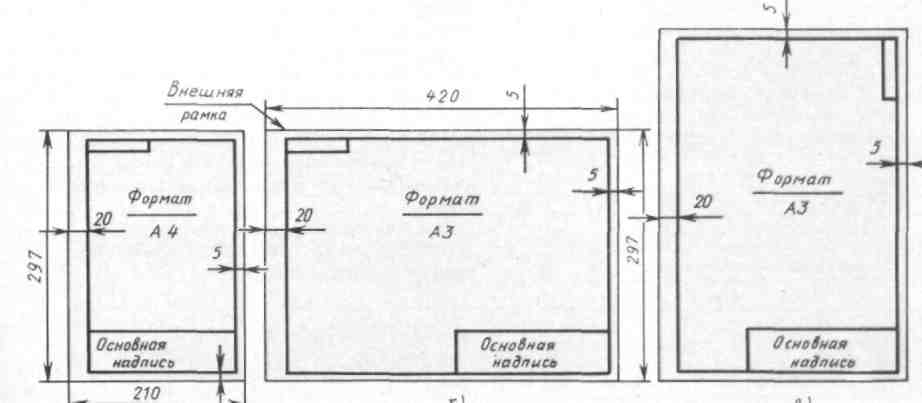 Внешняя
рамка
420
5
5
Формат
А 4
20
5
297
Основная
надпись
210
Формат
А3
20
5
297
Основная
надпись
Формат
А3
20
5
Основная
надпись